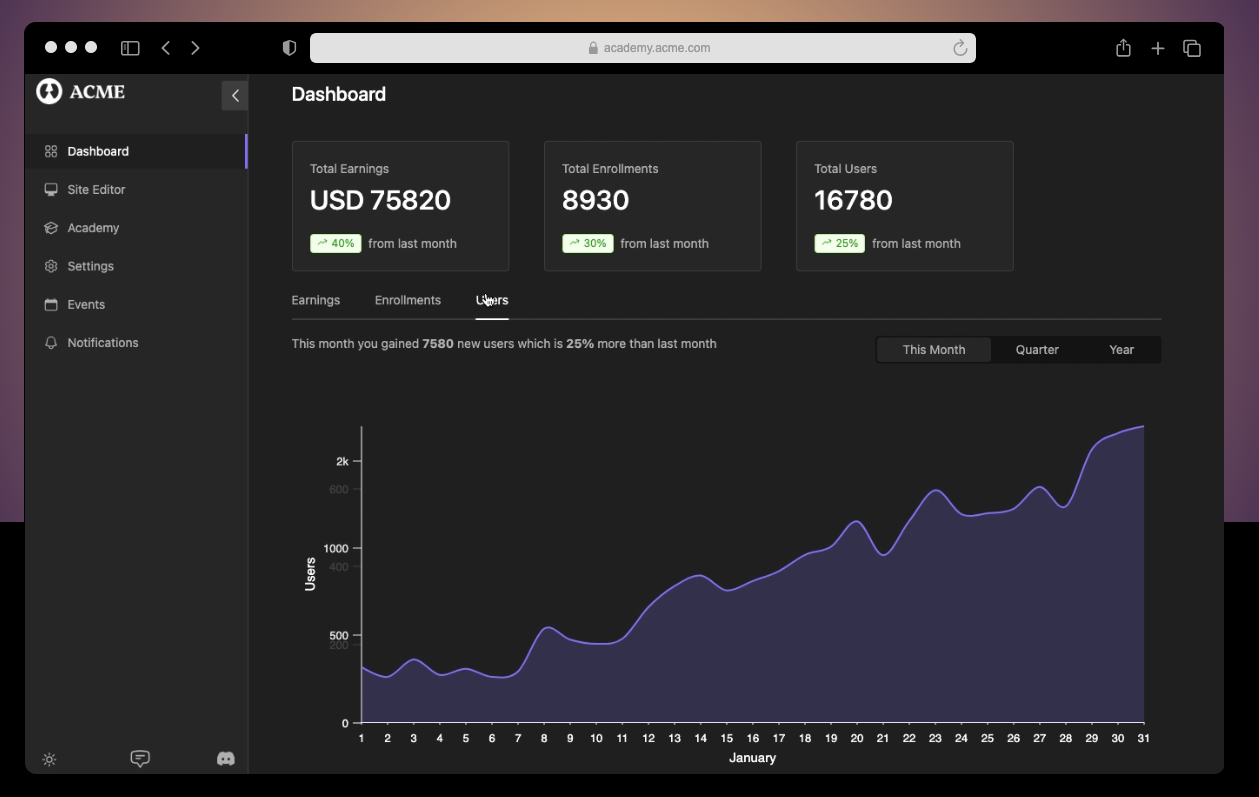 academy.acme.com
ACME
Dashboard
Site Editor
Academy
Settings
Events
Notifications
Dashboard
Total Earnings
USD 75820
40% from last month
Total Enrollments
8930
30% from last month
Total Users
16780
25% from last month
Earnings Enrollments Users
This month you gained 7580 new users which is 25% more than last month
This Month Quarter Year
2k
600
1000
400
500
200
0
Users
1 2 3 4 5 6 7 8 9 10 11 12 13 14 15 16 17 18 19 20 21 22 23 24 25 26 27 28 29 30 31
January